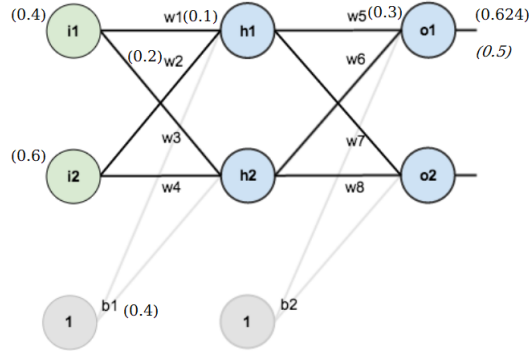 (0.4) i1 w1(0.1) h1 w5(0.3) o1 (0.624)
(0.5)
(0.2) w2 w6
w3 w7
(0.6) i2 w4 h2 w8 o2
1 b1 (0.4) 1 b2